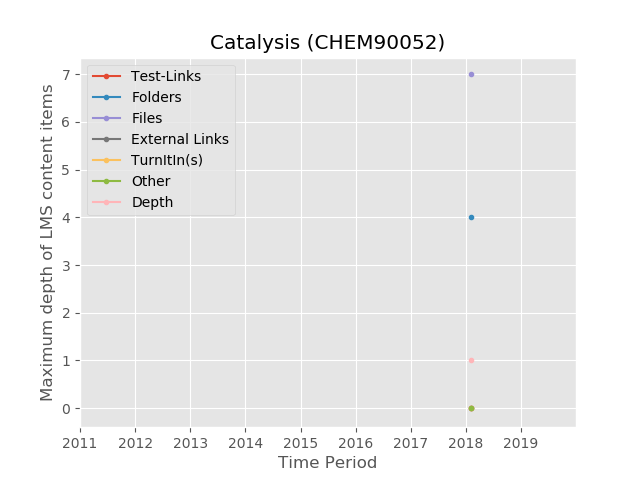 Catalysis (CHEM90052)
Test-Links
Folders
Files
External Links
TurnItIn(s)
Other
Depth
Maximum depth of LMS content items
7
6
5
4
3
2
1
0
2011 2012 2013 2014 2015 2016 2017 2018 2019
Time Period